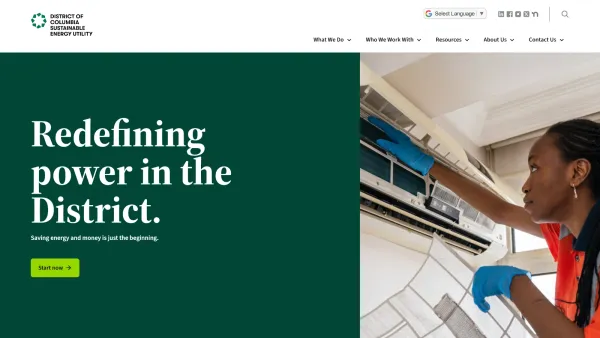 DISTRICT OF
COLUMBIA
SUSTAINABLE
ENERGY UTILITY
Select Language ▼
What We Do
Who We Work With
Resources
About Us
Contact Us
Redefining
power in the
District.
Saving energy and money is just the beginning.
Start now →